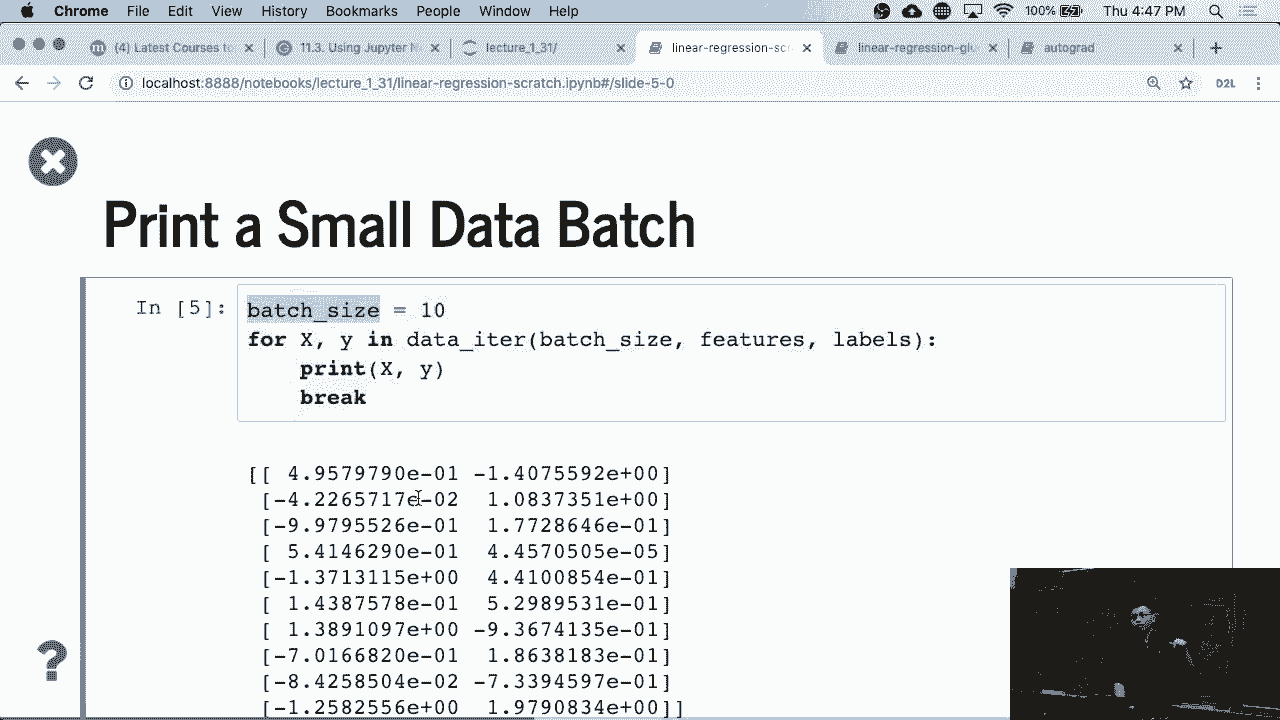 Chrome File Edit View History Bookmarks People Window Help 100% Thu 4:47 PM
(4) Latest Courses to 11.3. Using Jupyter N lecture_1_31/ linear-regression-scr linear-regression-glu autograd
localhost:8888/notebooks/lecture_1_31/linear-regression-scratch.ipynb#/slide-5-0 D2L
Print a Small Data Batch
In [5]: batch_size = 10
for X, y in data_iter(batch_size, features, labels):
print(X, y)
break
[[ 4.9579790e-01 -1.4075592e+00]
[-4.2265717e-02 1.0837351e+00]
[-9.9795526e-01 1.7728646e-01]
[ 5.4146290e-01 4.4570505e-05]
[-1.3713115e+00 4.4100854e-01]
[ 1.4387578e-01 5.2989531e-01]
[ 1.3891097e+00 -9.3674135e-01]
[-7.0166820e-01 1.8638183e-01]
[-8.4258504e-02 -7.3394597e-01]
[-1.2582556e+00 1.9790834e-01]]